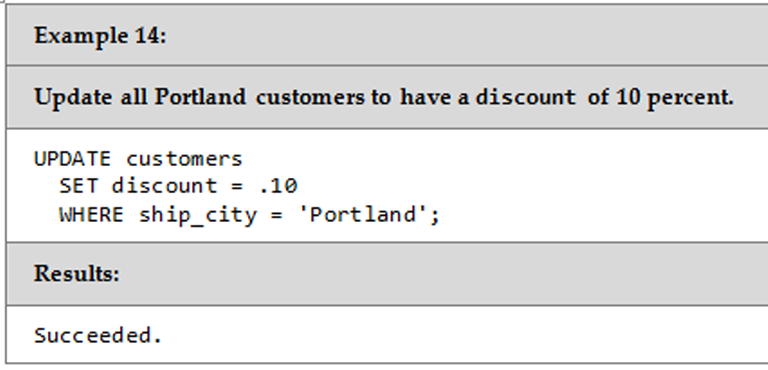 Example 14:
Update all Portland customers to have a discount of 10 percent.
UPDATE customers
SET discount = .10
WHERE ship_city = 'Portland';
Results:
Succeeded.